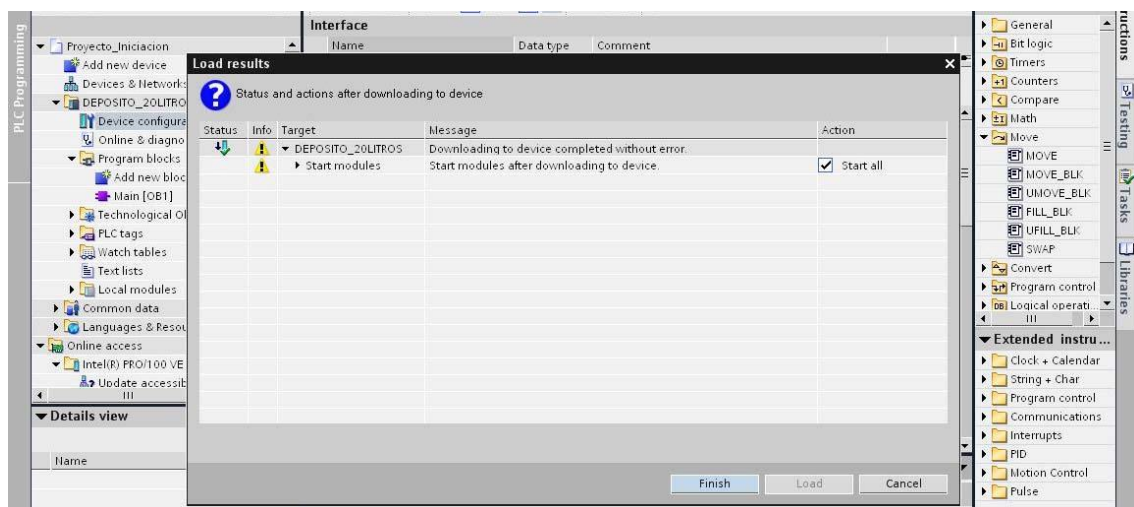 PLC Programming
Proyecto_Iniciacion
Add new device
Devices & Networks
DEPOSITO_20LITRO
Device configura
Online & diagno
Program blocks
Add new bloc
Main [OB1]
Technological Ol
PLC tags
Watch tables
Text lists
Local modules
Common data
Languages & Resou
Online access
Intel(R) PRO/100 VE
Update accessib
Details view
Name
Interface
Name Data type Comment
Load results
Status and actions after downloading to device
Status Info Target Message Action
DEPOSITO_20LITROS Downloading to device completed without error.
Start modules Start modules after downloading to device. Start all
Finish Load Cancel
General
Bit logic
Timers
Counters
Compare
Math
Move
MOVE
MOVE_BLK
UMOVE_BLK
FILL_BLK
UFILL_BLK
SWAP
Convert
Program control
Logical operati
Extended instru...
Clock + Calendar
String + Char
Program control
Communications
Interrupts
PID
Motion Control
Pulse
uctions
Testing
Tasks
Libraries